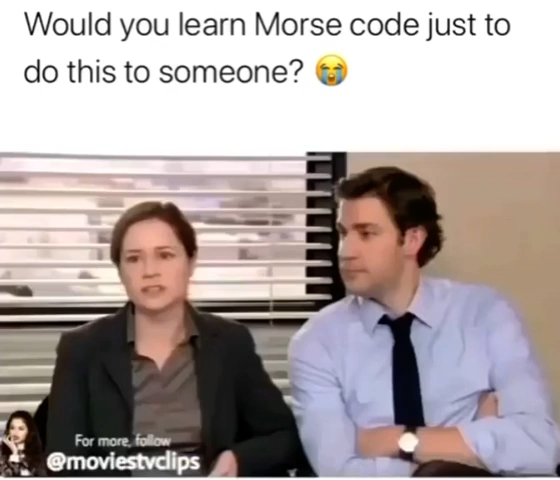 Would you learn Morse code just to
do this to someone? 😭
For more, follow
@moviestvclips